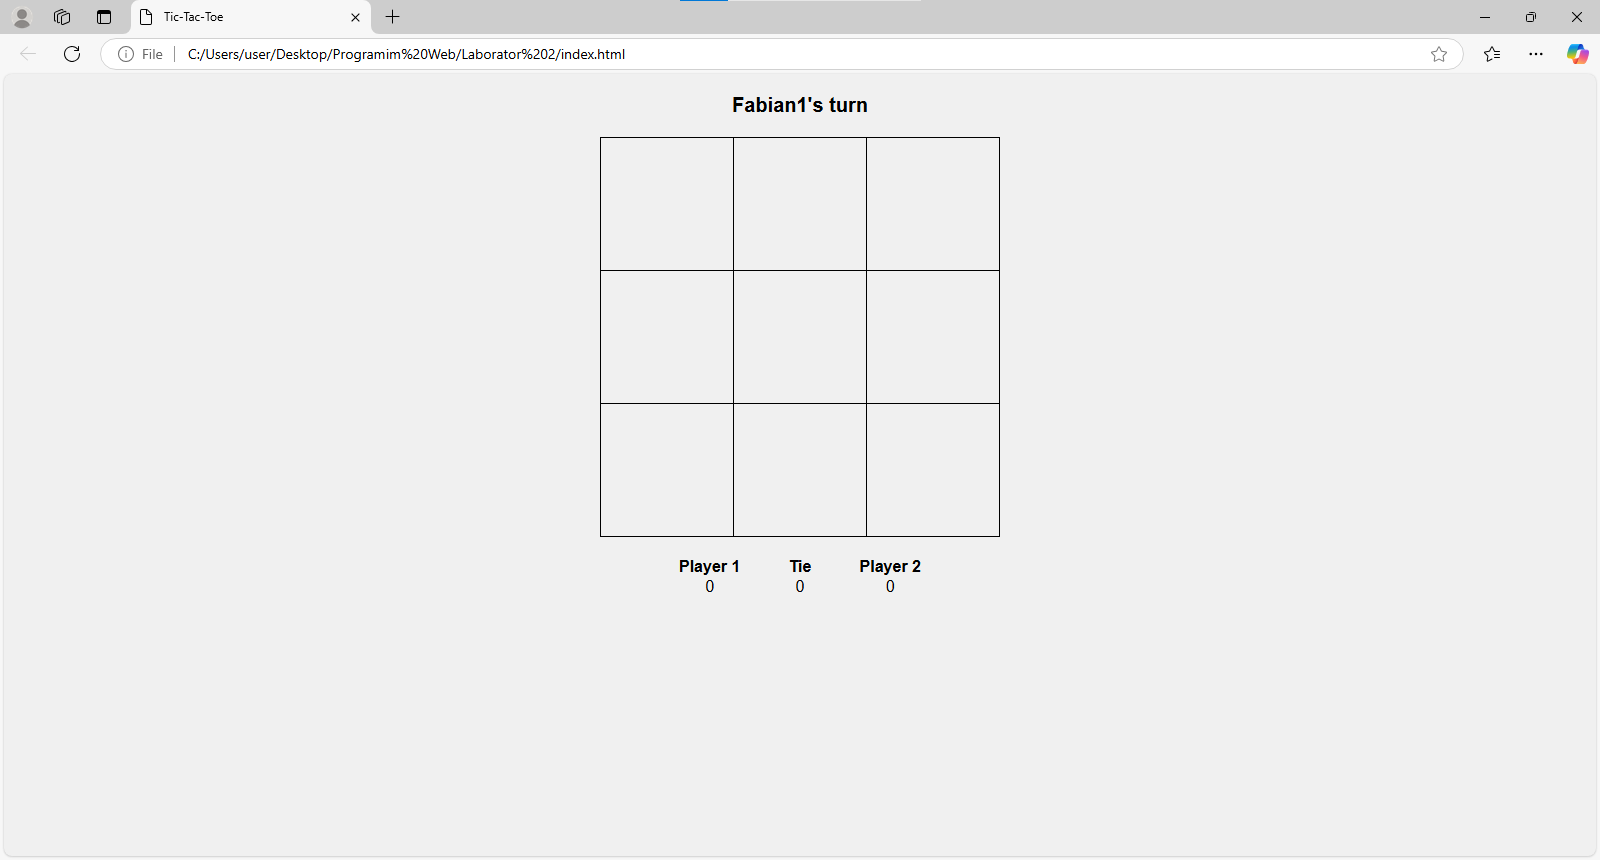 Tic-Tac-Toe
File C:/Users/user/Desktop/Programim%20Web/Laborator%202/index.html
Fabian1's turn
Player 1 Tie Player 2
0 0 0